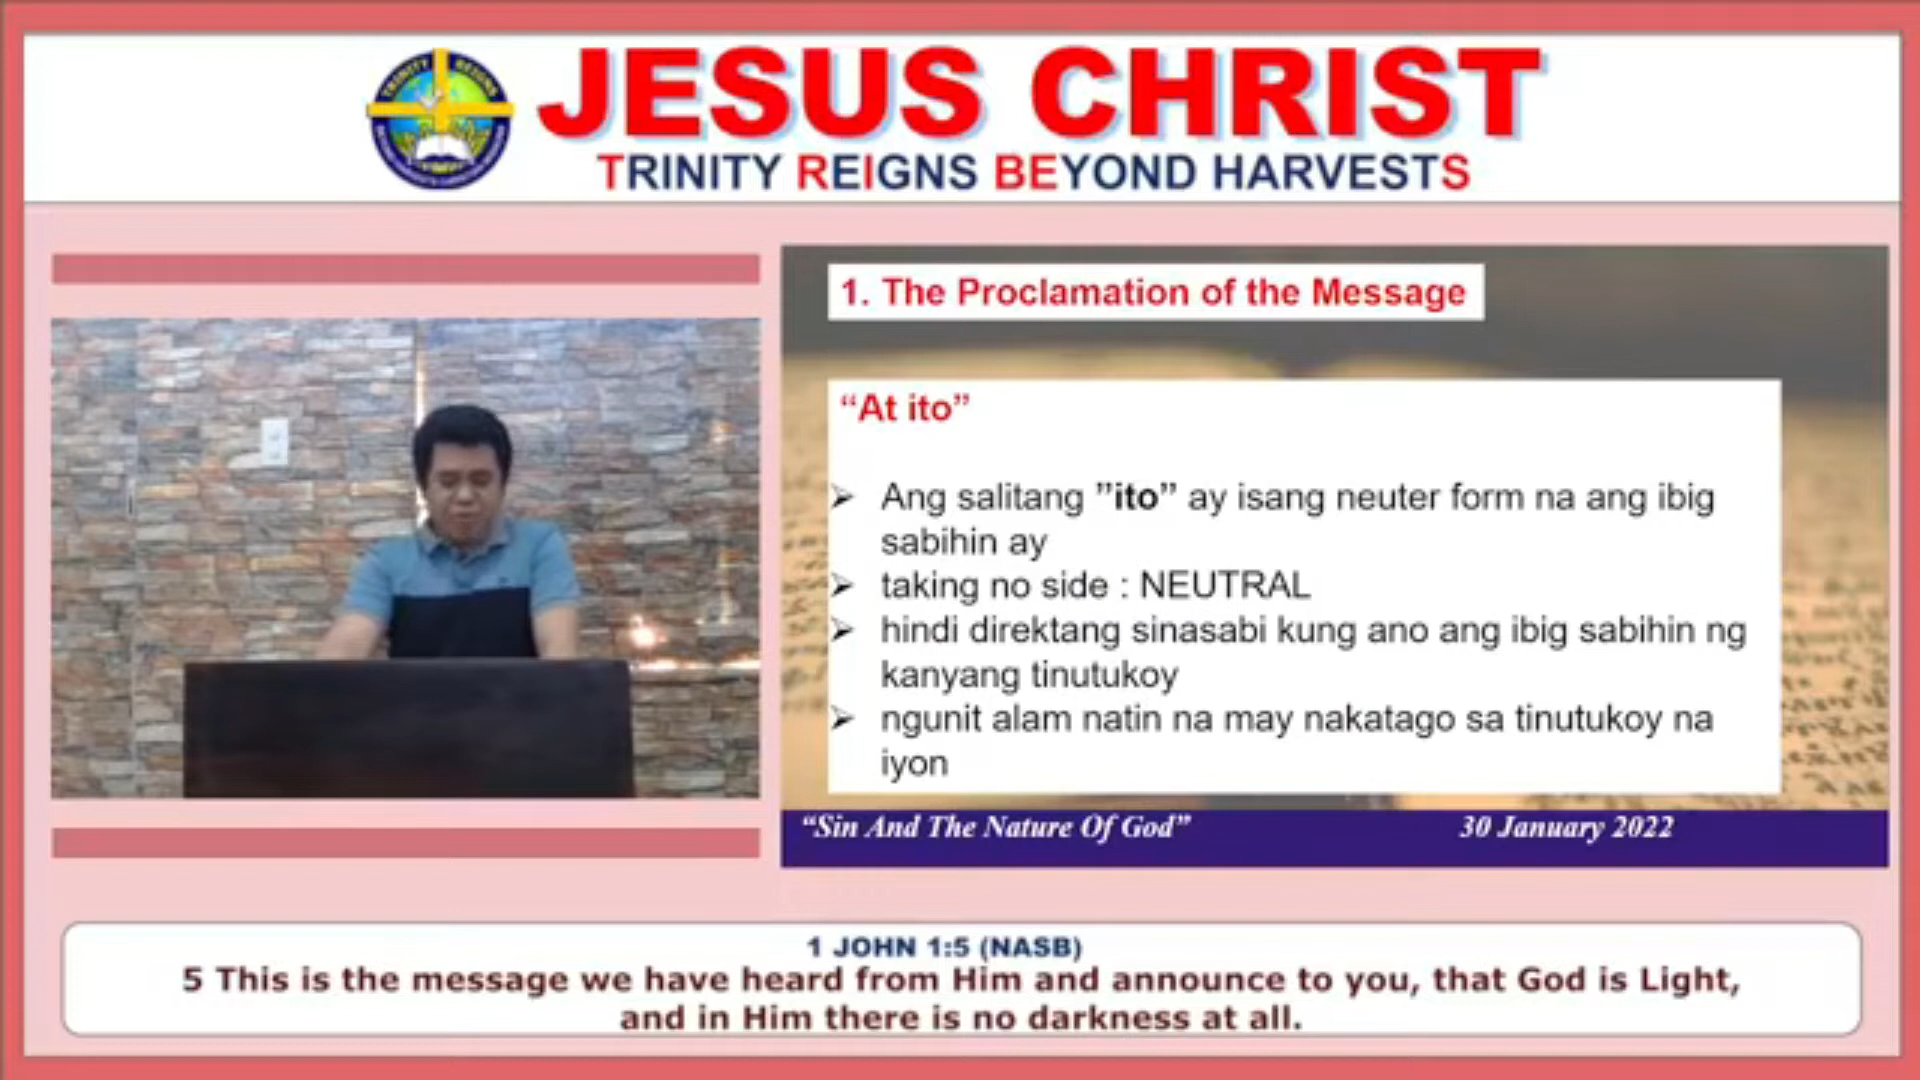 TRINITY REIGNS
JESUS CHRIST
TRINITY REIGNS BEYOND HARVESTS
1. The Proclamation of the Message
“At ito”
➢ Ang salitang ”ito” ay isang neuter form na ang ibig
sabihin ay
➢ taking no side : NEUTRAL
➢ hindi direktang sinasabi kung ano ang ibig sabihin ng
kanyang tinutukoy
➢ ngunit alam natin na may nakatago sa tinutukoy na
iyon
“Sin And The Nature Of God” 30 January 2022
1 JOHN 1:5 (NASB)
5 This is the message we have heard from Him and announce to you, that God is Light,
and in Him there is no darkness at all.